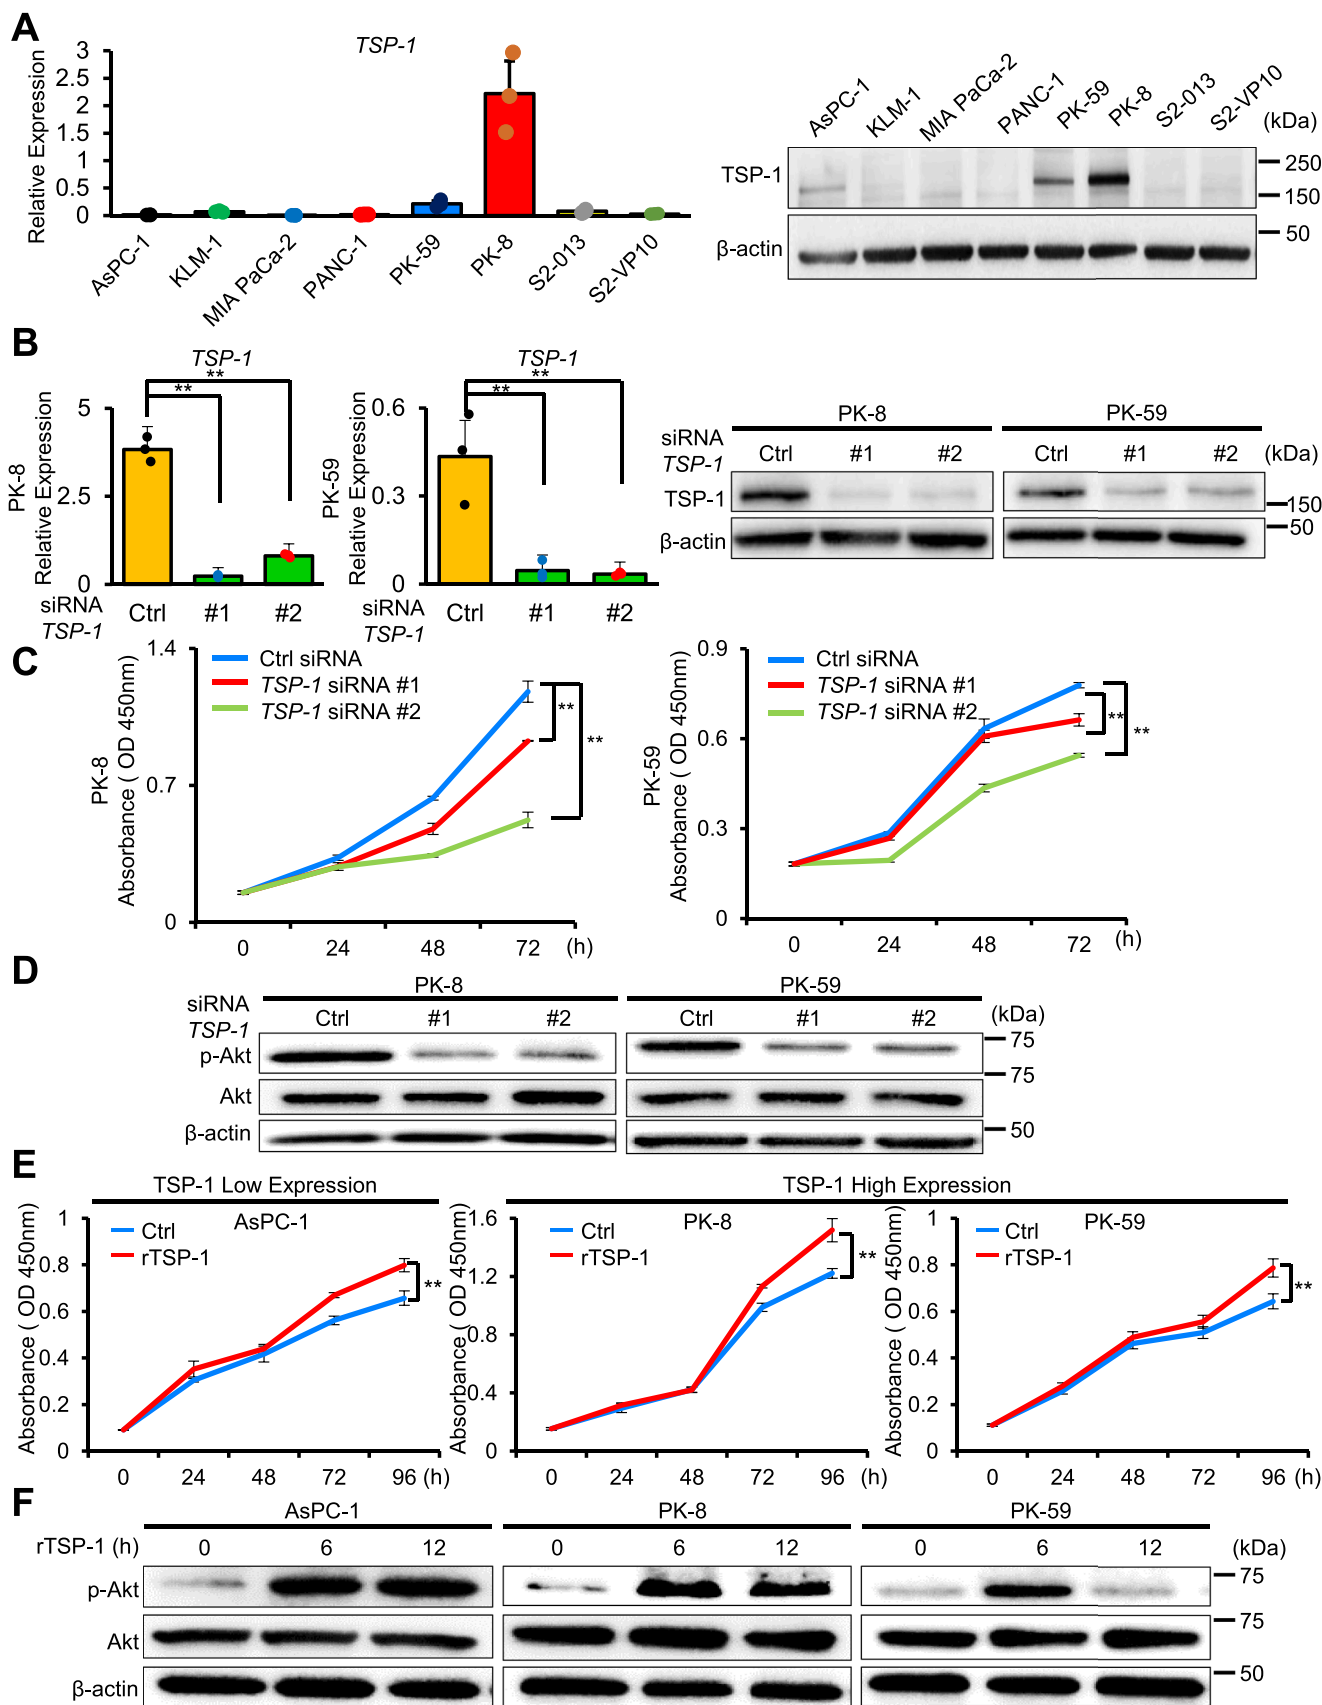 A
TSP-1
Relative Expression
3
2.5
2
1.5
1
0.5
0
AsPC-1
KLM-1
MIA PaCa-2
PANC-1
PK-59
PK-8
S2-013
S2-VP10
AsPC-1
KLM-1
MIA PaCa-2
PANC-1
PK-59
PK-8
S2-013
S2-VP10
(kDa)
TSP-1
250
150
β-actin
50
B
TSP-1
**
**
PK-8
Relative Expression
5
2.5
0
siRNA
TSP-1
Ctrl #1 #2
TSP-1
**
**
PK-59
Relative Expression
0.6
0.3
0
siRNA
TSP-1
Ctrl #1 #2
PK-8 PK-59
siRNA
TSP-1
Ctrl #1 #2 Ctrl #1 #2 (kDa)
TSP-1
150
50
β-actin
C
PK-8
Absorbance ( OD 450nm)
1.4
0.7
0
Ctrl siRNA
TSP-1 siRNA #1
TSP-1 siRNA #2
**
**
0 24 48 72 (h)
PK-59
Absorbance ( OD 450nm)
0.9
0.6
0.3
0
Ctrl siRNA
TSP-1 siRNA #1
TSP-1 siRNA #2
**
**
0 24 48 72 (h)
D
PK-8 PK-59
siRNA
TSP-1
Ctrl #1 #2 Ctrl #1 #2 (kDa)
p-Akt
75
75
Akt
β-actin
50
E
TSP-1 Low Expression
TSP-1 High Expression
AsPC-1
Absorbance ( OD 450nm)
1
0.8
0.6
0.4
0.2
0
Ctrl
rTSP-1
**
0 24 48 72 96 (h)
PK-8
Absorbance ( OD 450nm)
1.6
1.2
0.8
0.4
0
Ctrl
rTSP-1
**
0 24 48 72 96 (h)
PK-59
Absorbance ( OD 450nm)
1
0.8
0.6
0.4
0.2
0
Ctrl
rTSP-1
**
0 24 48 72 96 (h)
F
AsPC-1 PK-8 PK-59
rTSP-1 (h) 0 6 12 0 6 12 0 6 12 (kDa)
p-Akt
75
Akt
75
β-actin
50